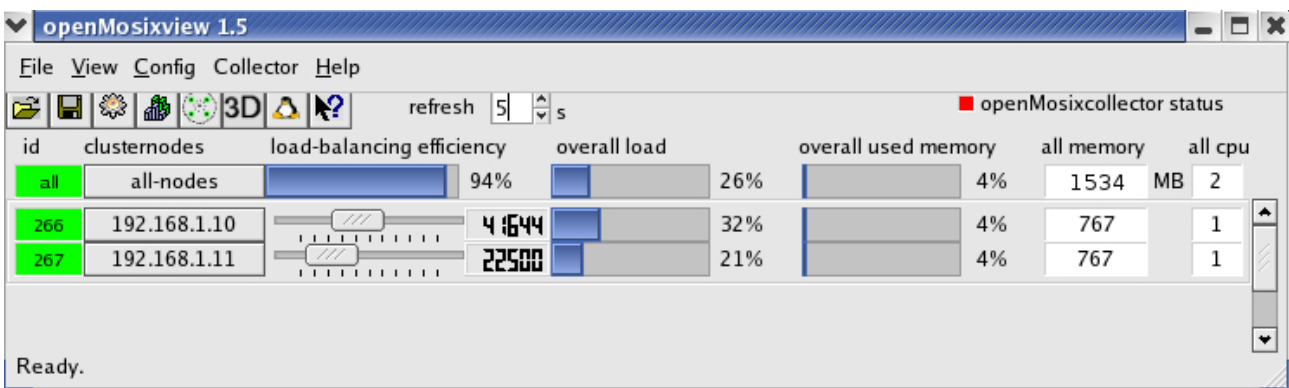 openMosixview 1.5
File View Config Collector Help
3D refresh 5 s openMosixcollector status
id clusternodes load-balancing efficiency overall load overall used memory all memory all cpu
all all-nodes 94% 26% 4% 1534 MB 2
266 192.168.1.10 41644 32% 4% 767 1
267 192.168.1.11 22500 21% 4% 767 1
Ready.